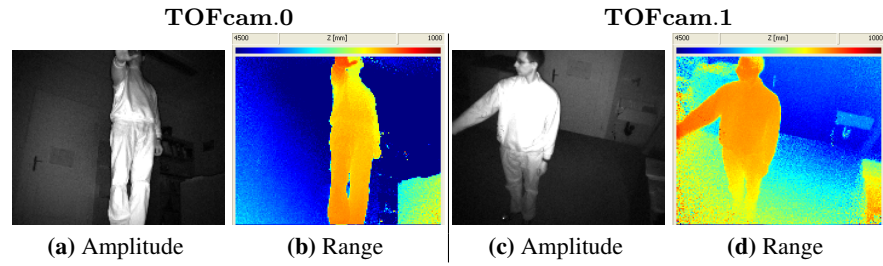 TOFcam.0 TOFcam.1
4500 Z [mm] 1000 4500 Z [mm] 1000
(a) Amplitude (b) Range (c) Amplitude (d) Range